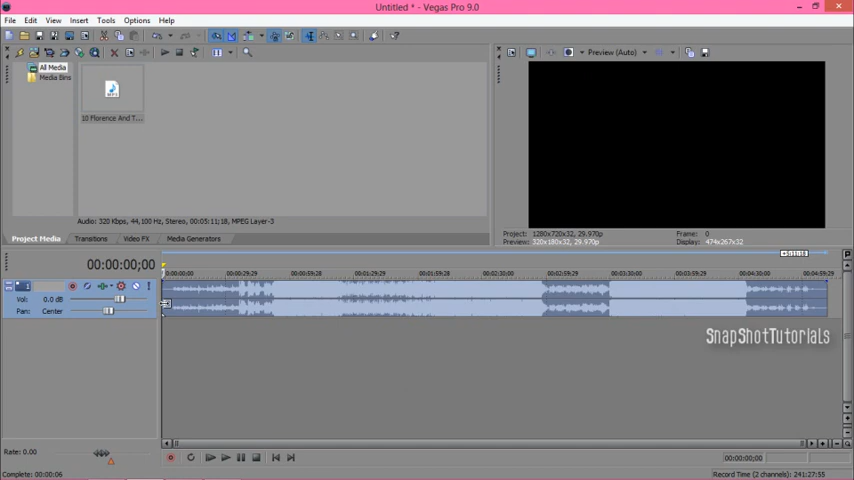 Untitled * - Vegas Pro 9.0
File Edit View Insert Tools Options Help
All Media
Media Bins
MP3
10 Florence And T...
Audio: 320 Kbps, 44,100 Hz, Stereo, 00:05:11;18, MPEG Layer-3
Project Media Transitions Video FX Media Generators
Preview (Auto)
Project: 1280x720x32, 29.970p
Frame: 0
Preview: 320x180x32, 29.970p
Display: 474x267x32
00:00:00;00
+5:11;18
00:00:00 00:00:29;29 00:00:59;28 00:01:29;29 00:01:59;28 00:02:30;00 00:02:59;29 00:03:30;00 00:03:59;29 00:04:30;00 00:04:59;29
1
Vol: 0.0 dB
Pan: Center
SnapShotTutorials
Rate: 0.00
00:00:00;00
Complete: 00:00:06
Record Time (2 channels): 241:27:55